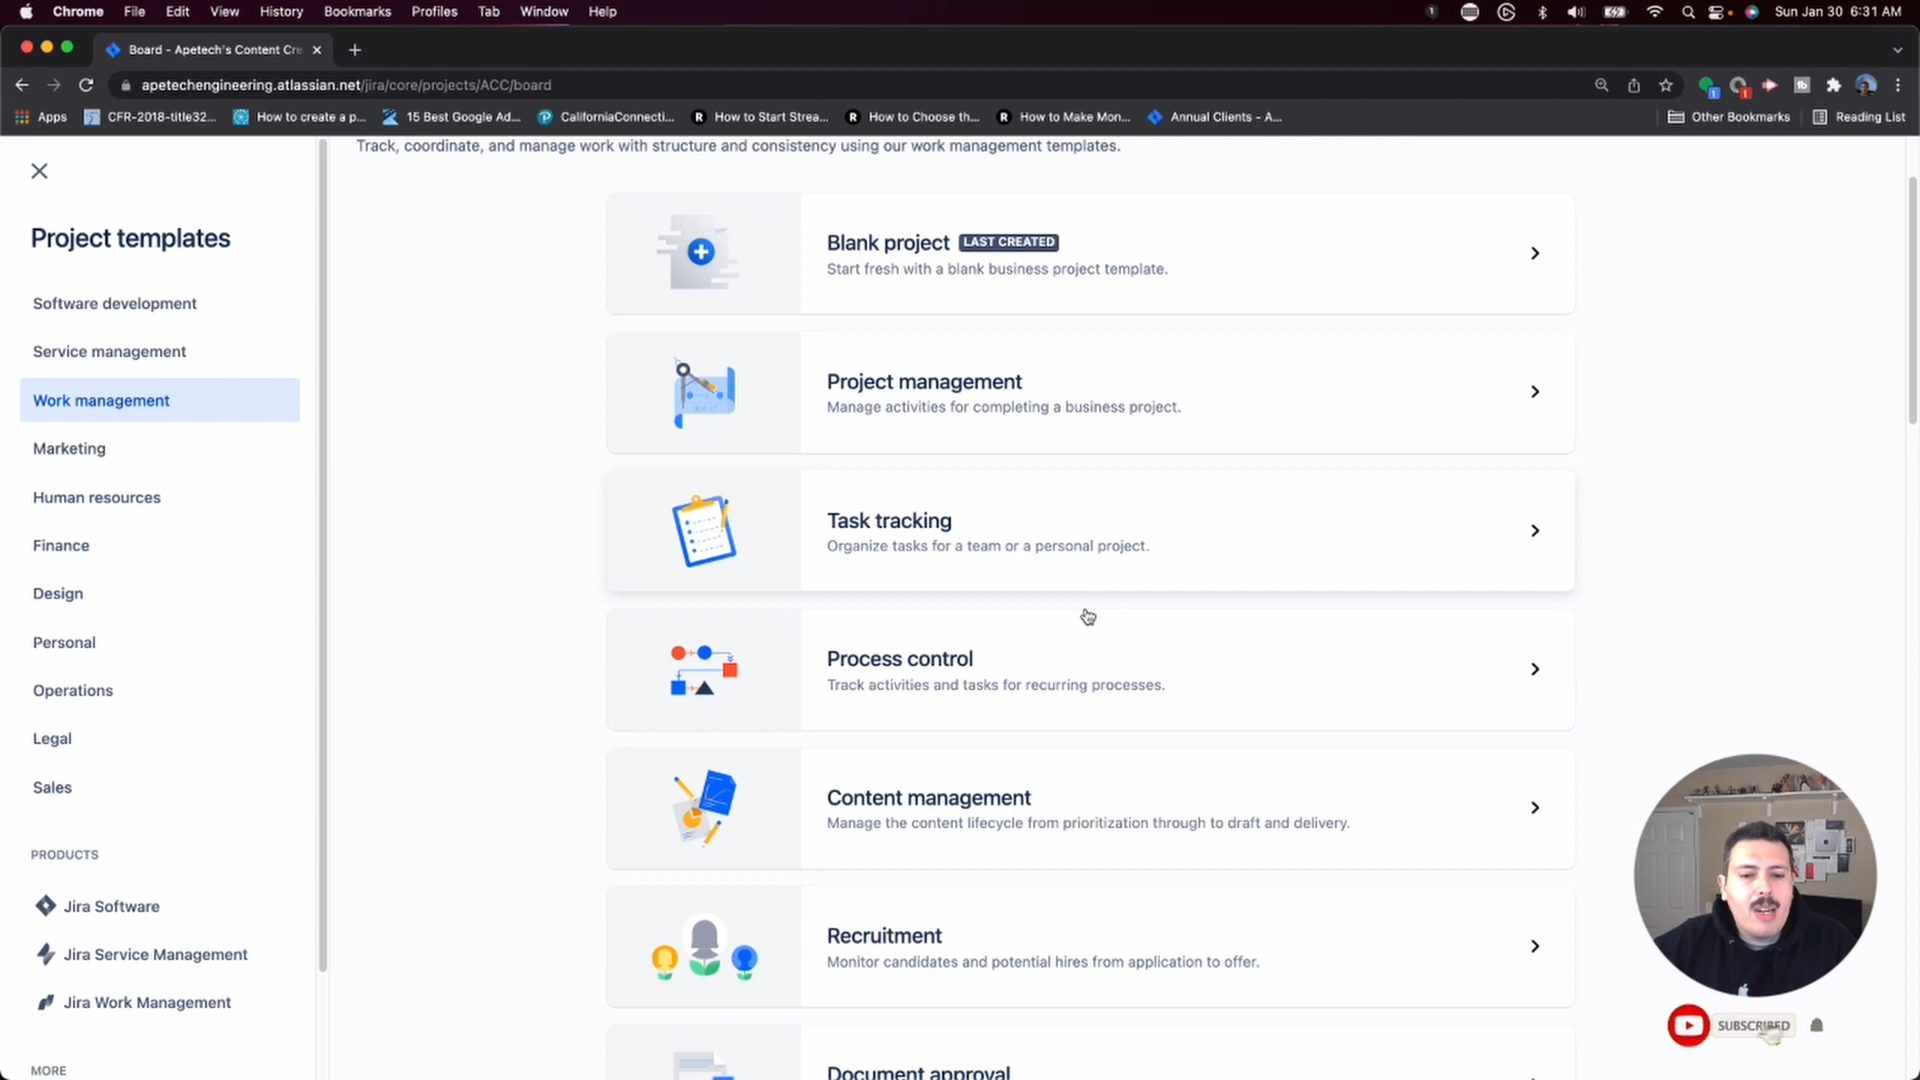 Chrome File Edit View History Bookmarks Profiles Tab Window Help
1 Sun Jan 30 6:31 AM
Board - Apetech's Content Cre
apetechengineering.atlassian.net/jira/core/projects/ACC/board
Apps CFR-2018-title32... How to create a p... 15 Best Google Ad... CaliforniaConnecti... How to Start Strea... How to Choose th... How to Make Mon... Annual Clients - A... Other Bookmarks Reading List
Track, coordinate, and manage work with structure and consistency using our work management templates.
Project templates
Software development
Service management
Work management
Marketing
Human resources
Finance
Design
Personal
Operations
Legal
Sales
PRODUCTS
Jira Software
Jira Service Management
Jira Work Management
MORE
Blank project LAST CREATED
Start fresh with a blank business project template.
Project management
Manage activities for completing a business project.
Task tracking
Organize tasks for a team or a personal project.
Process control
Track activities and tasks for recurring processes.
Content management
Manage the content lifecycle from prioritization through to draft and delivery.
Recruitment
Monitor candidates and potential hires from application to offer.
Document approval
SUBSCRIBED